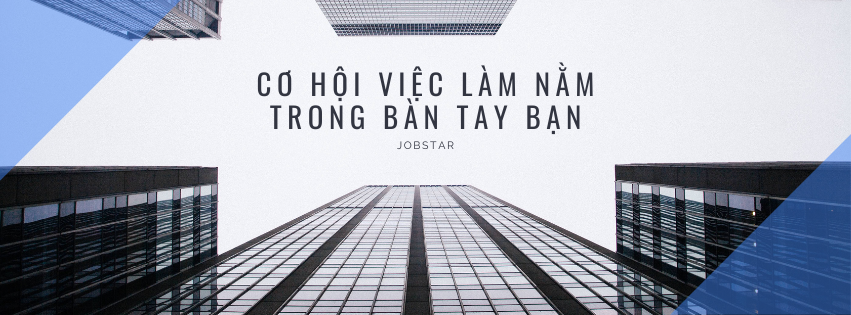 CƠ HỘI VIỆC LÀM NẰM
TRONG BÀN TAY BẠN
JOBSTAR